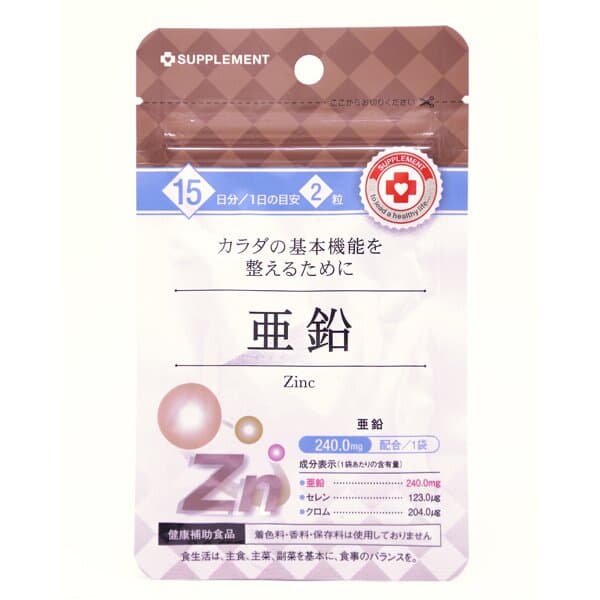 SUPPLEMENT
ここからお切りください
SUPPLEMENT
to lead a healthy life...
15日分/1日の目安2粒
カラダの基本機能を
整えるために
亜鉛
Zinc
亜鉛
240.0mg 配合/1袋
成分表示(1袋あたりの含有量)
●亜鉛 ………………… 240.0mg
●セレン ……………… 123.0μg
●クロム ……………… 204.0μg
Zn
健康補助食品 着色料・香料・保存料は使用しておりません
食生活は、主食、主菜、副菜を基本に、食事のバランスを。